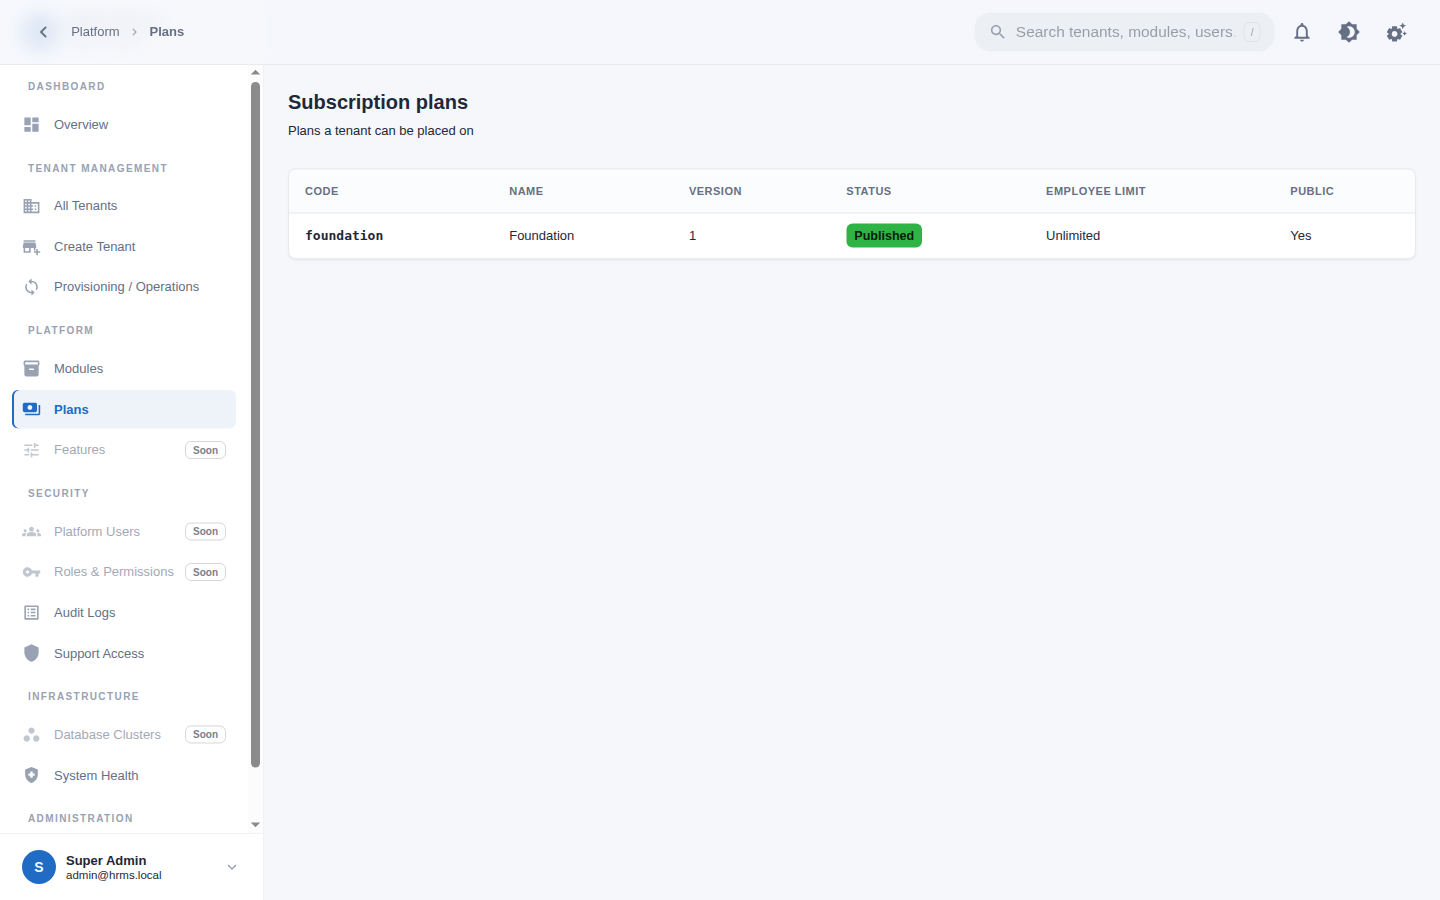 Platform
Plans
Search tenants, modules, users.
/
DASHBOARD
Overview
TENANT MANAGEMENT
All Tenants
Create Tenant
Provisioning / Operations
PLATFORM
Modules
Plans
Features Soon
SECURITY
Platform Users Soon
Roles & Permissions Soon
Audit Logs
Support Access
INFRASTRUCTURE
Database Clusters Soon
System Health
ADMINISTRATION
S
Super Admin
admin@hrms.local
Subscription plans
Plans a tenant can be placed on
CODE NAME VERSION STATUS EMPLOYEE LIMIT PUBLIC
foundation Foundation 1 Published Unlimited Yes